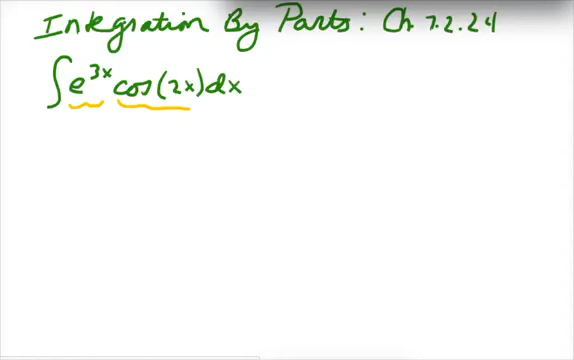 Integration By Parts: Ch 7.2.24
∫e^{3x} cos(2x)dx